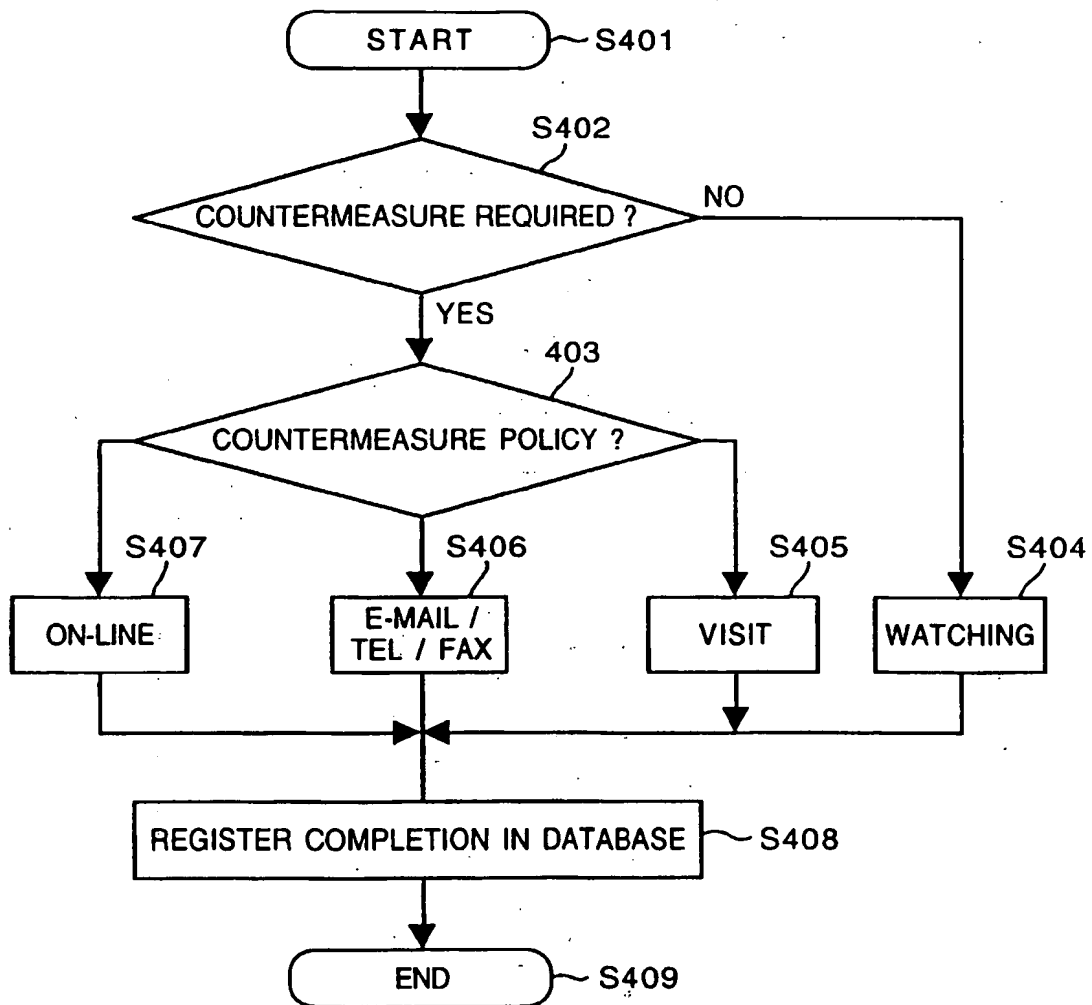 START
S401
S402
COUNTERMEASURE REQUIRED ?
NO
YES
403
COUNTERMEASURE POLICY ?
S407
S406
S405
S404
ON-LINE
E-MAIL /
TEL / FAX
VISIT
WATCHING
REGISTER COMPLETION IN DATABASE
S408
END
S409